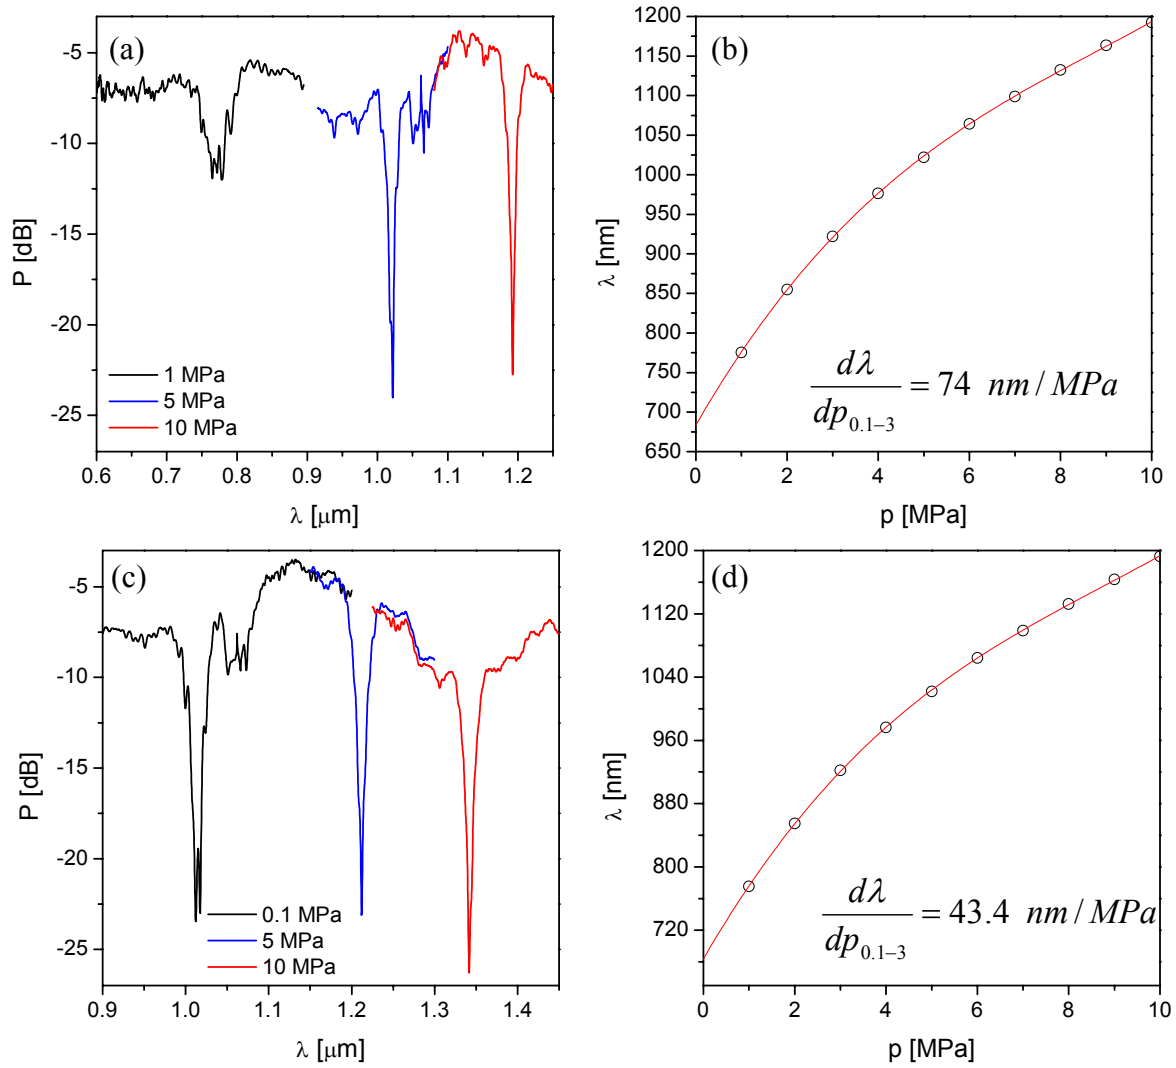 (a)
-5
-10
-15
-20
-25
P [dB]
1 MPa
5 MPa
10 MPa
0.6 0.7 0.8 0.9 1.0 1.1 1.2
λ [μm]
(b)
1200
1150
1100
1050
1000
950
900
850
800
750
700
650
λ [nm]
dλ
dp0.1–3
= 74 nm / MPa
0 2 4 6 8 10
p [MPa]
(c)
-5
-10
-15
-20
-25
P [dB]
0.1 MPa
5 MPa
10 MPa
0.9 1.0 1.1 1.2 1.3 1.4
λ [μm]
(d)
1200
1120
1040
960
880
800
720
λ [nm]
dλ
dp0.1–3
= 43.4 nm / MPa
0 2 4 6 8 10
p [MPa]